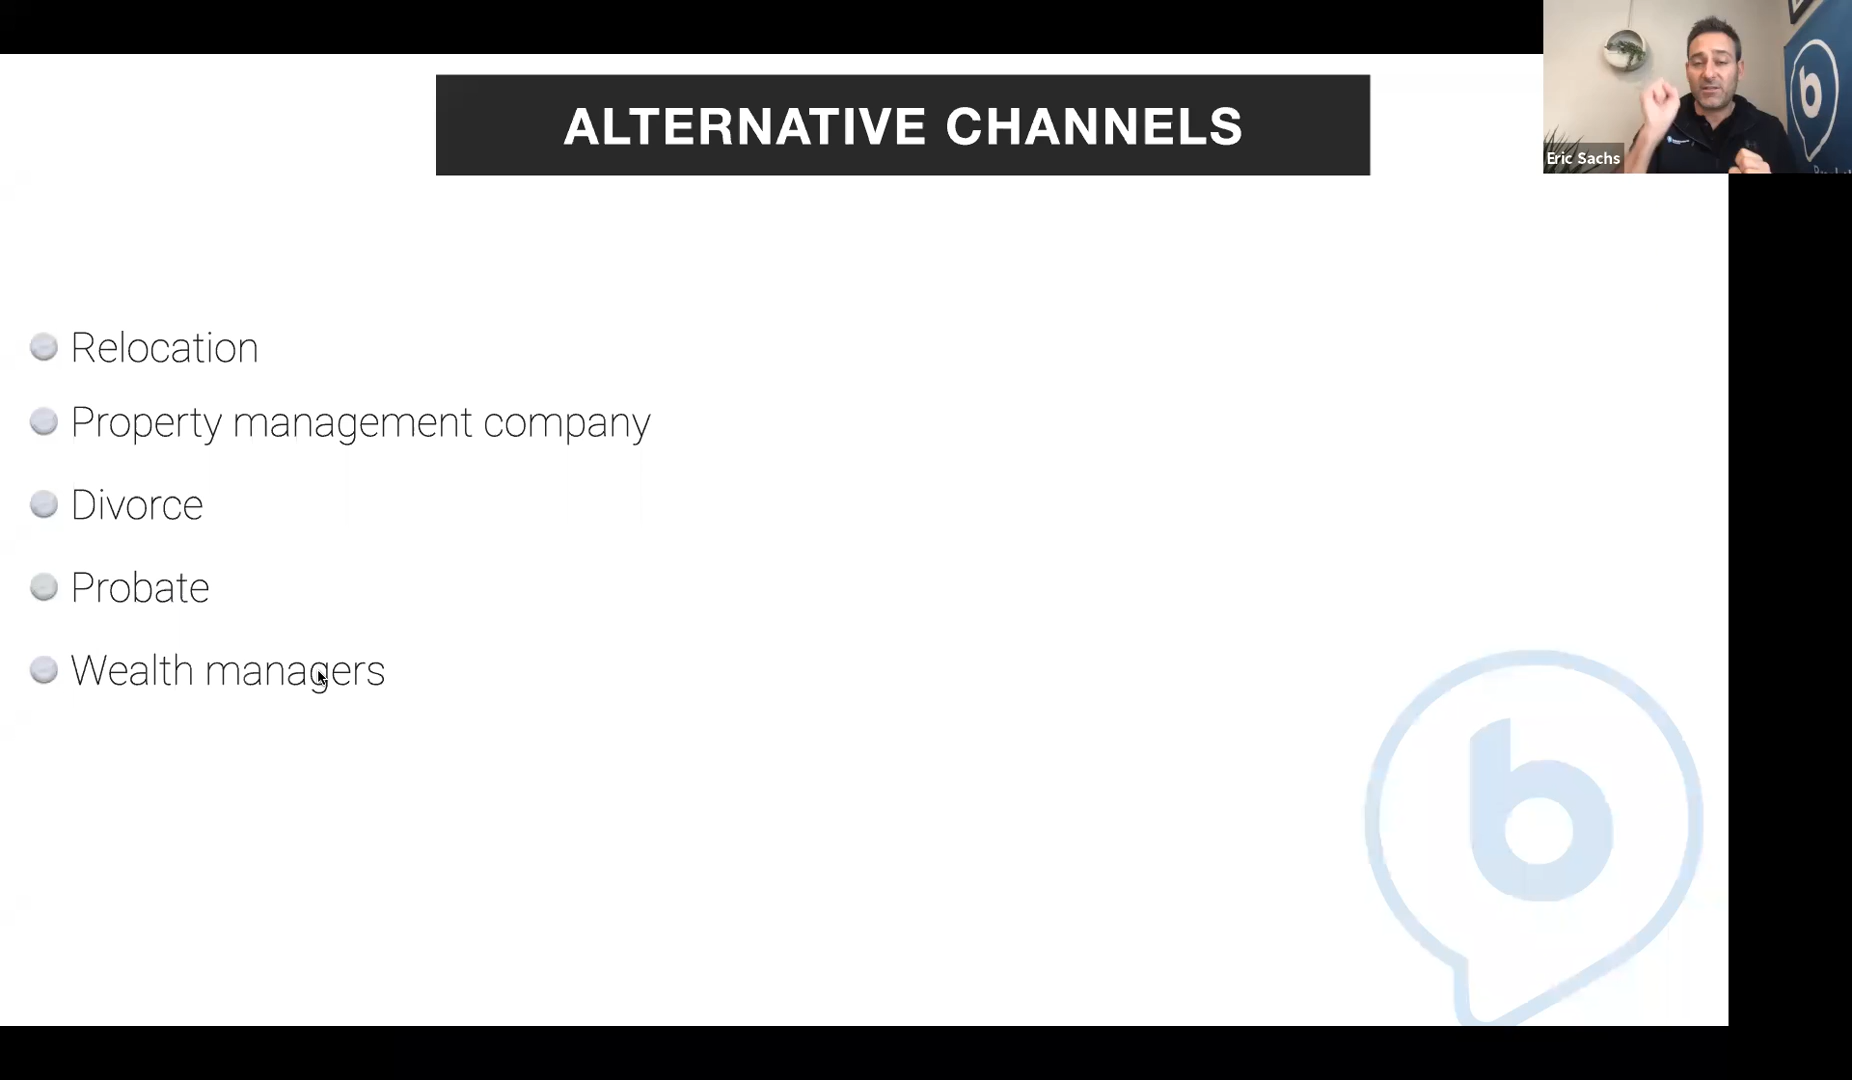 ALTERNATIVE CHANNELS
Eric Sachs
b
Relocation
Property management company
Divorce
Probate
Wealth managers
b